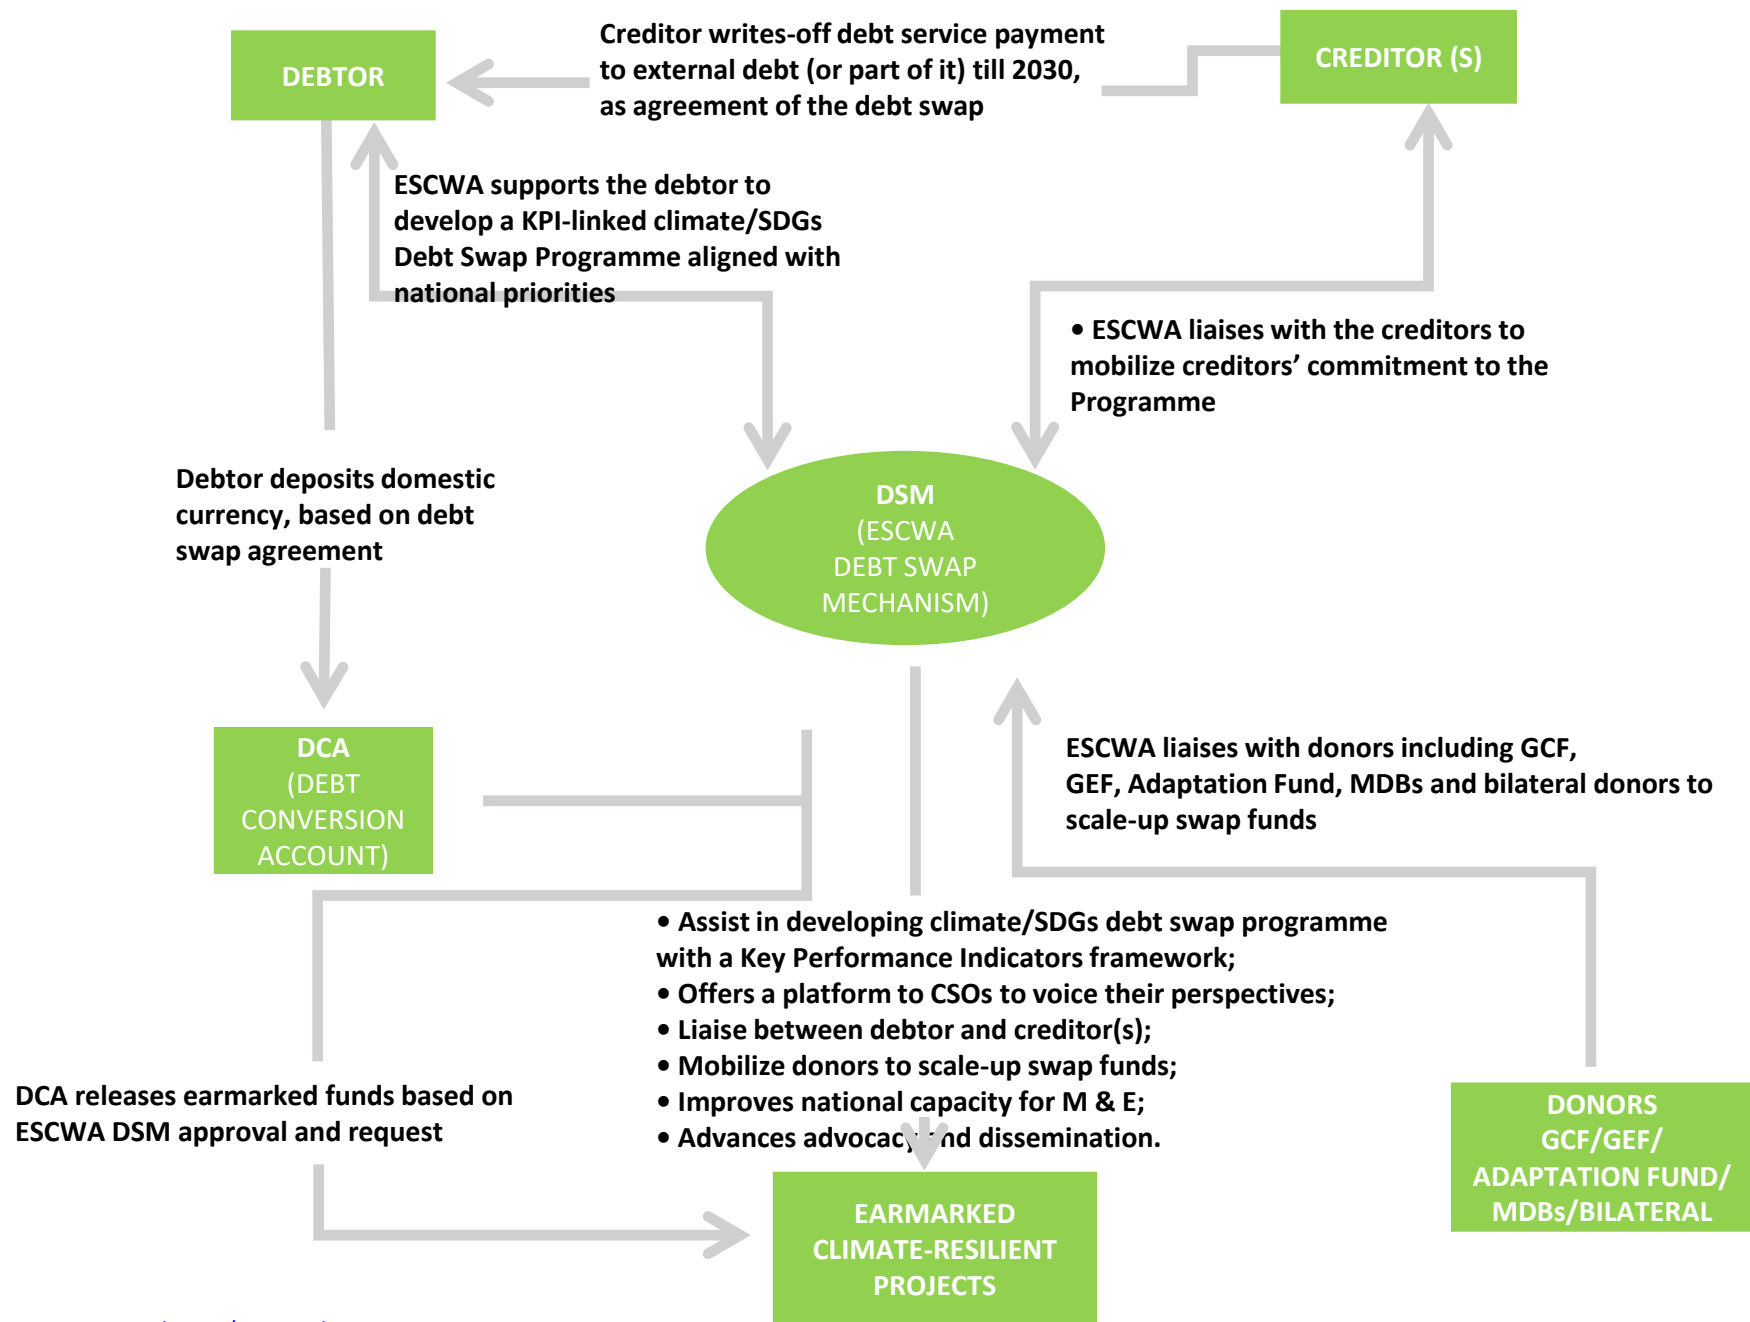 DEBTOR
Creditor writes-off debt service payment
to external debt (or part of it) till 2030,
as agreement of the debt swap
CREDITOR (S)
ESCWA supports the debtor to
develop a KPI-linked climate/SDGs
Debt Swap Programme aligned with
national priorities
• ESCWA liaises with the creditors to
mobilize creditors’ commitment to the
Programme
Debtor deposits domestic
currency, based on debt
swap agreement
DSM
(ESCWA
DEBT SWAP
MECHANISM)
DCA
(DEBT
CONVERSION
ACCOUNT)
ESCWA liaises with donors including GCF,
GEF, Adaptation Fund, MDBs and bilateral donors to
scale-up swap funds
• Assist in developing climate/SDGs debt swap programme
with a Key Performance Indicators framework;
• Offers a platform to CSOs to voice their perspectives;
• Liaise between debtor and creditor(s);
• Mobilize donors to scale-up swap funds;
• Improves national capacity for M & E;
• Advances advocacy and dissemination.
DCA releases earmarked funds based on
ESCWA DSM approval and request
DONORS
GCF/GEF/
ADAPTATION FUND/
MDBs/BILATERAL
EARMARKED
CLIMATE-RESILIENT
PROJECTS